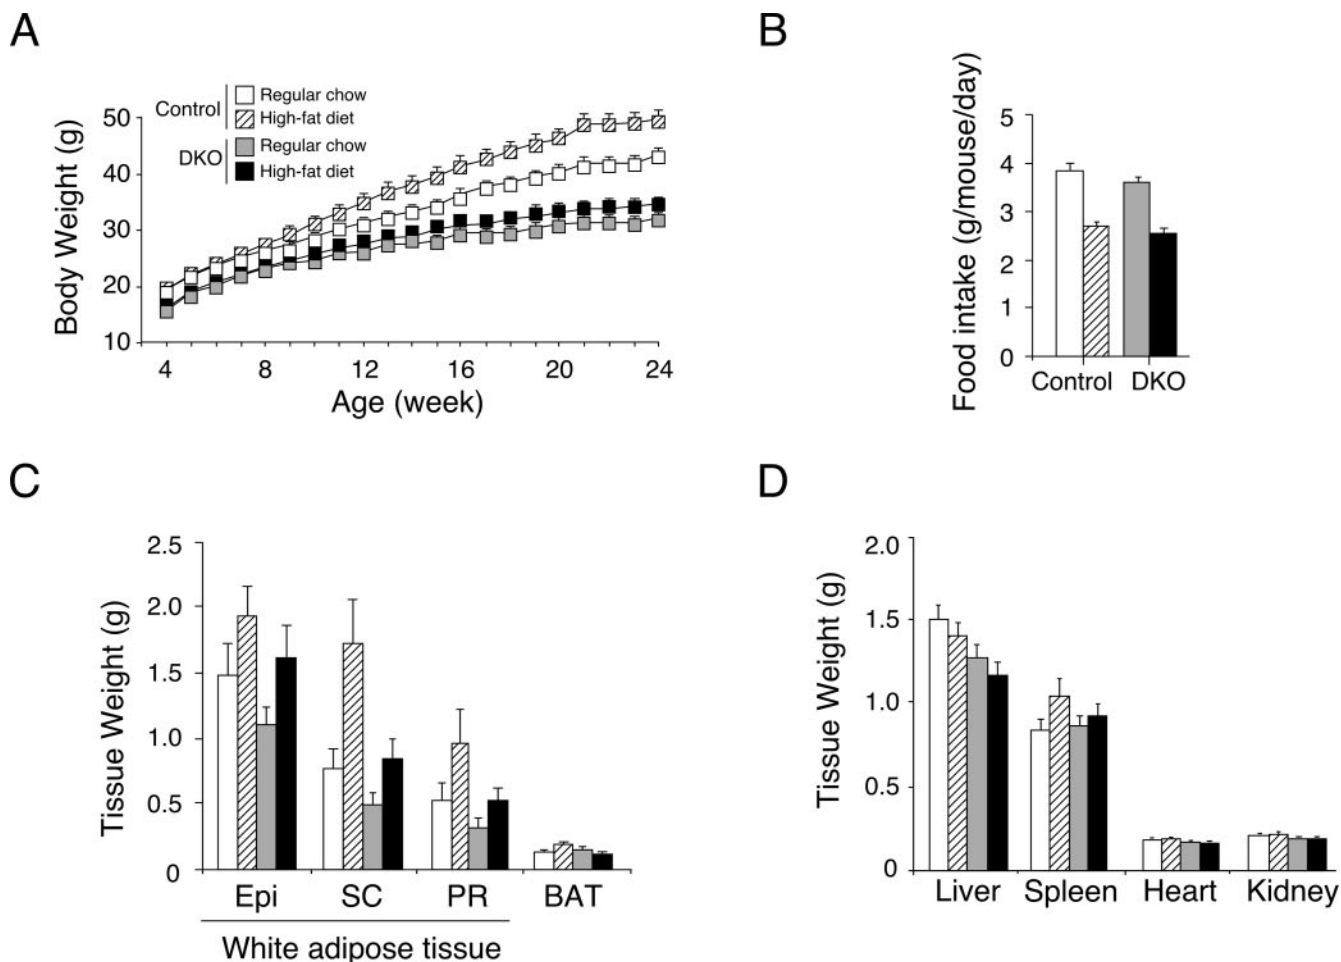 A
Control
Regular chow
High-fat diet
DKO
Regular chow
High-fat diet
Body Weight (g)
50
40
30
20
10
4 8 12 16 20 24
Age (week)
B
Food intake (g/mouse/day)
5
4
3
2
1
0
Control DKO
C
Tissue Weight (g)
2.5
2.0
1.5
1.0
0.5
0
Epi SC PR BAT
White adipose tissue
D
Tissue Weight (g)
2.0
1.5
1.0
0.5
0
Liver Spleen Heart Kidney